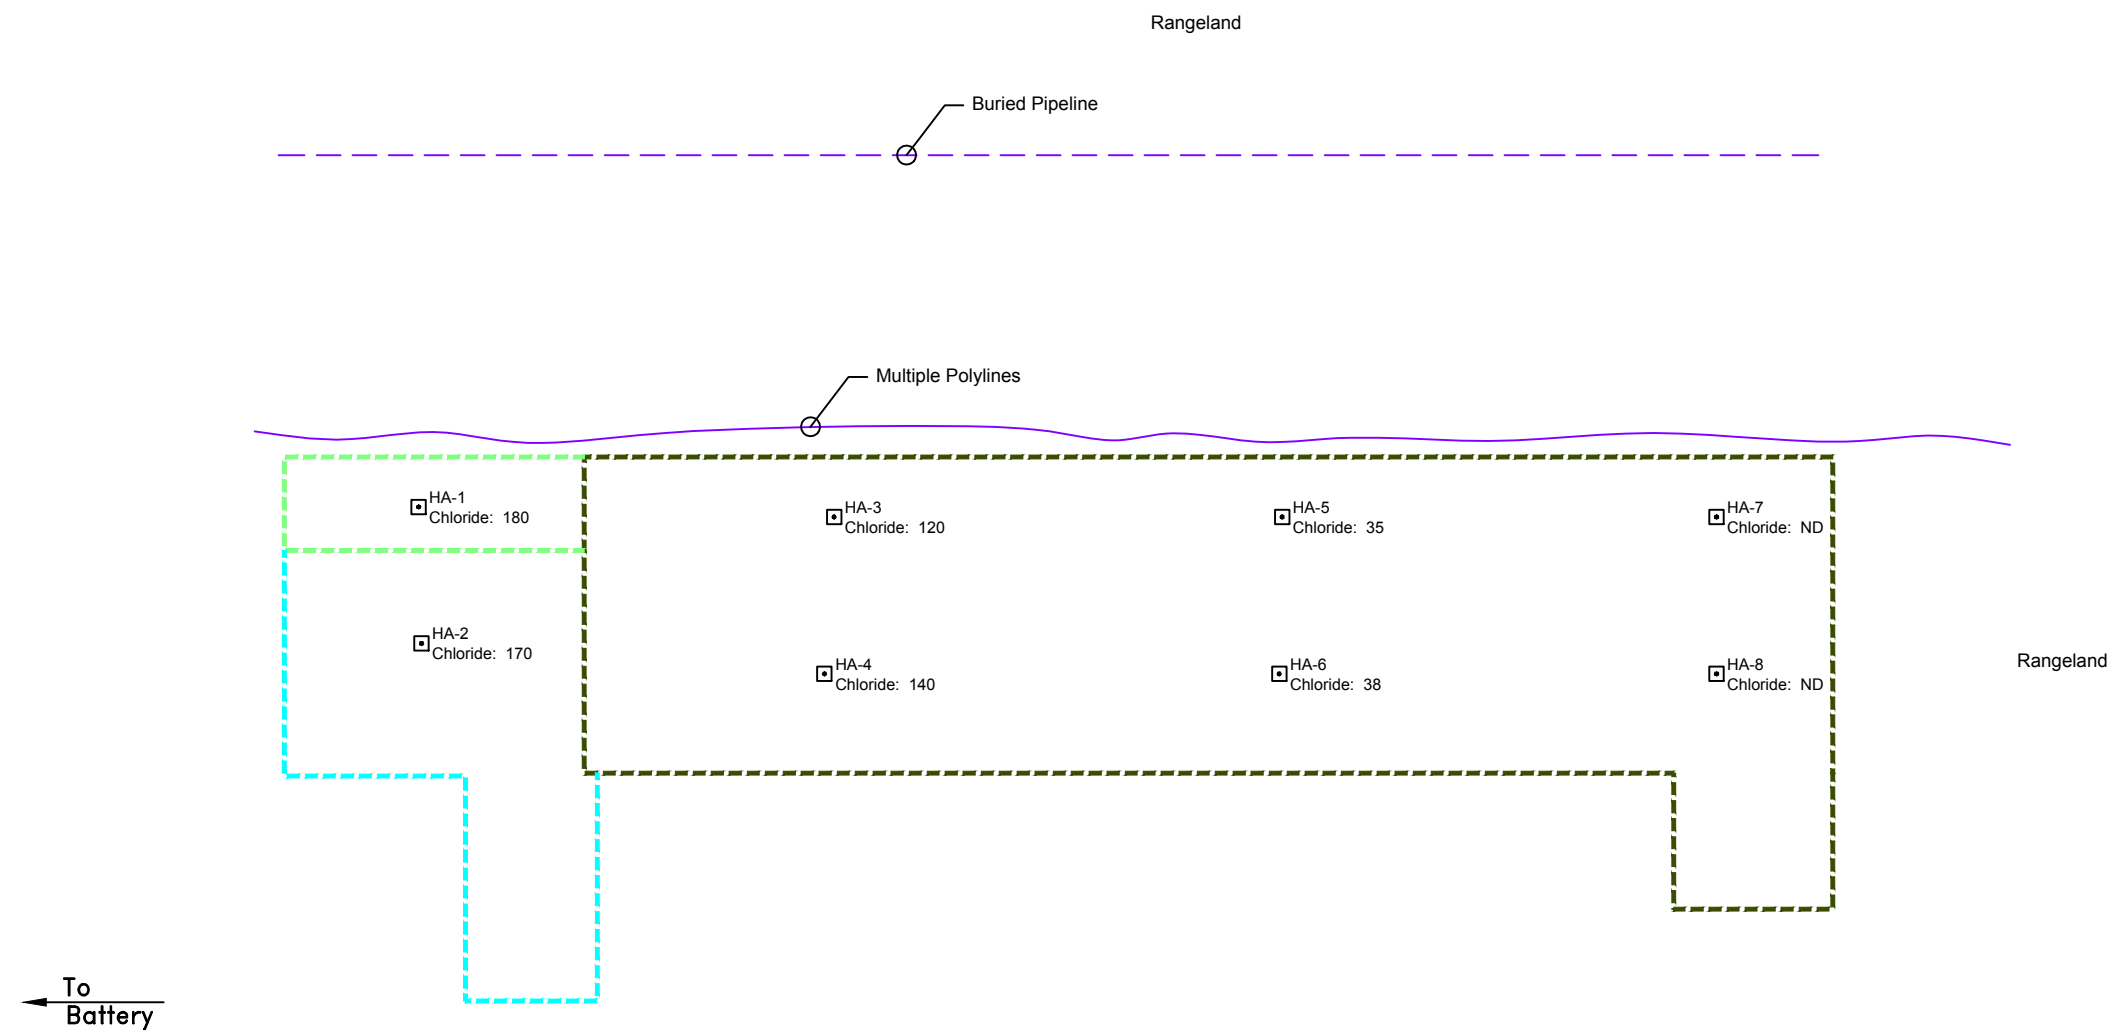 Rangeland
Buried Pipeline
Multiple Polylines
HA-1
Chloride: 180
HA-3
Chloride: 120
HA-5
Chloride: 35
HA-7
Chloride: ND
HA-2
Chloride: 170
HA-4
Chloride: 140
HA-6
Chloride: 38
HA-8
Chloride: ND
Rangeland
To
Battery